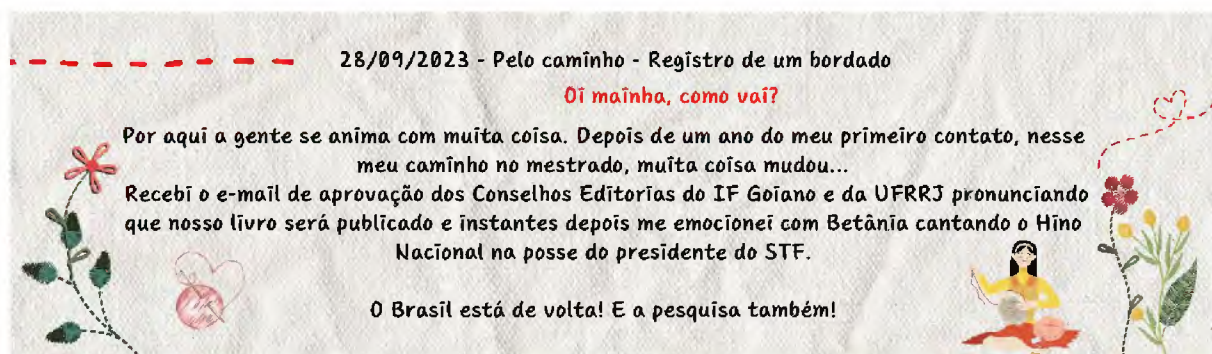 28/09/2023 - Pelo caminho - Registro de um bordado
Oi mainha, como vai?
Por aqui a gente se anima com muita coisa. Depois de um ano do meu primeiro contato, nesse
meu caminho no mestrado, muita coisa mudou...
Recebi o e-mail de aprovação dos Conselhos Editorias do IF Goiano e da UFRRJ pronunciando
que nosso livro será publicado e instantes depois me emocionei com Betânia cantando o Hino
Nacional na posse do presidente do STF.
O Brasil está de volta! E a pesquisa também!